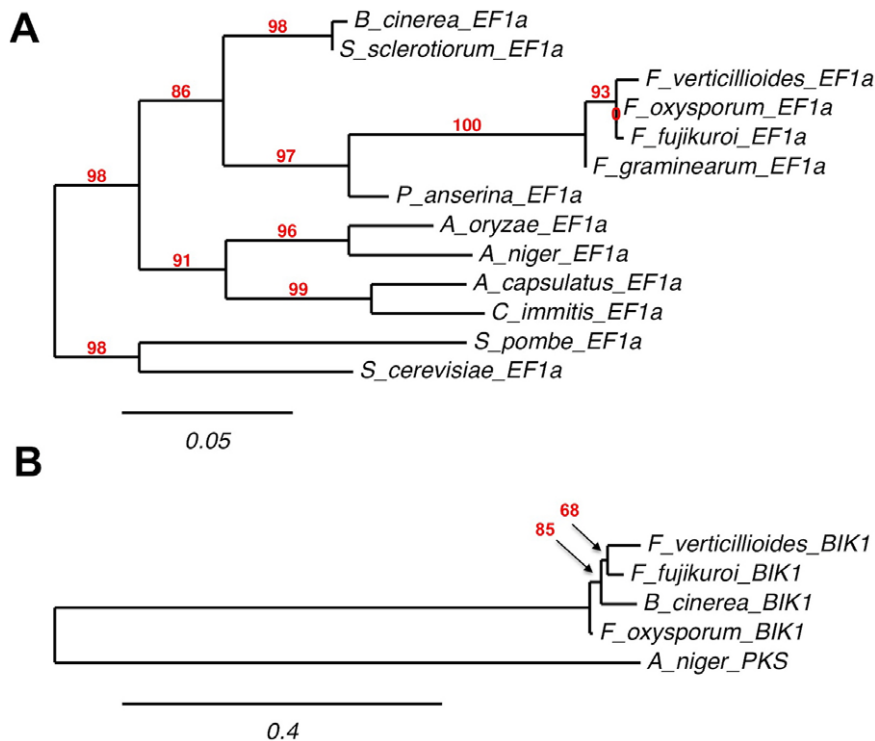 A
98
B_cinerea_EF1a
S_sclerotiorum_EF1a
86
F_verticillioides_EF1a
93
F_oxysporum_EF1a
0
100
F_fujikuroi_EF1a
97
F_graminearum_EF1a
98
P_anserina_EF1a
96
A_oryzae_EF1a
91
A_niger_EF1a
99
A_capsulatus_EF1a
C_immitis_EF1a
98
S_pombe_EF1a
S_cerevisiae_EF1a
0.05
B
68
85
F_verticillioides_BIK1
F_fujikuroi_BIK1
B_cinerea_BIK1
F_oxysporum_BIK1
A_niger_PKS
0.4